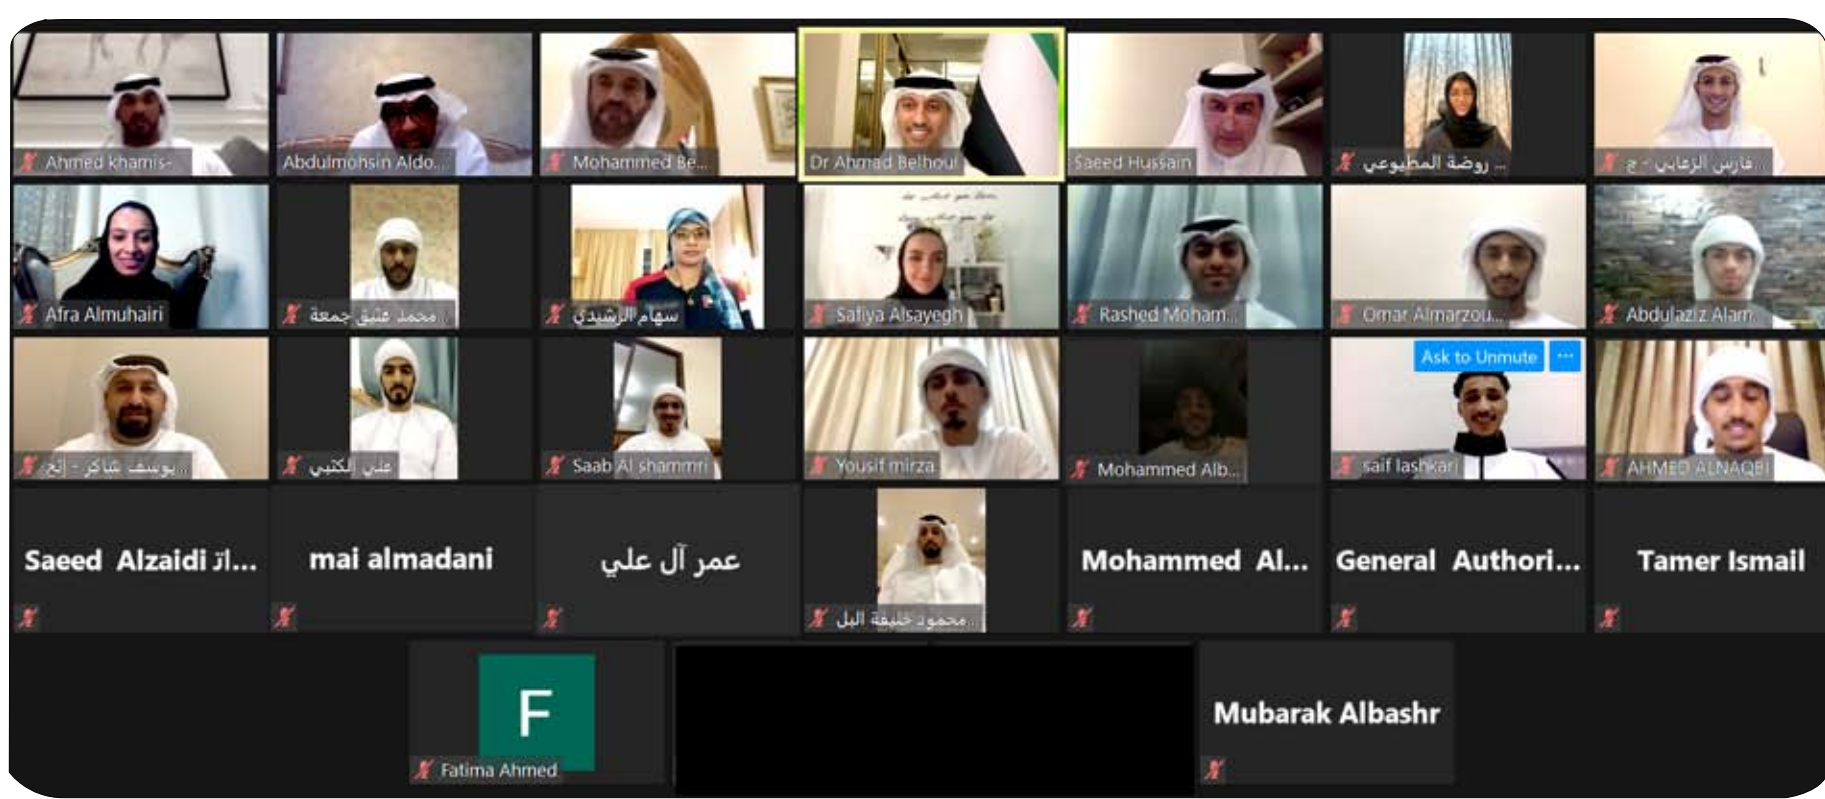 Ahmed khamis-
Abdulmohsin Aldo...
Mohammed Be...
Dr Ahmad Belhoul
Saeed Hussain
روضة المطيوعي ...
فارس الزعابي - ج...
Afra Almuhairi
محمد عتيق جمعة...
سهام الرشيدي
Safiya Alsayegh
Rashed Moham...
Omar Almarzou...
Abdulaziz Alam...
يوسف شاكر - إتح...
علي الكتبي
Saab Al shammri
Yousif mirza
Mohammed Alb...
Ask to Unmute ...
saif lashkari
AHMED ALNAQBI
Saeed Alzaidi اتـ...
mai almadani
عمر آل علي
محمود خليفة البل...
Mohammed Al...
General Authori...
Tamer Ismail
F
Fatima Ahmed
Mubarak Albashr